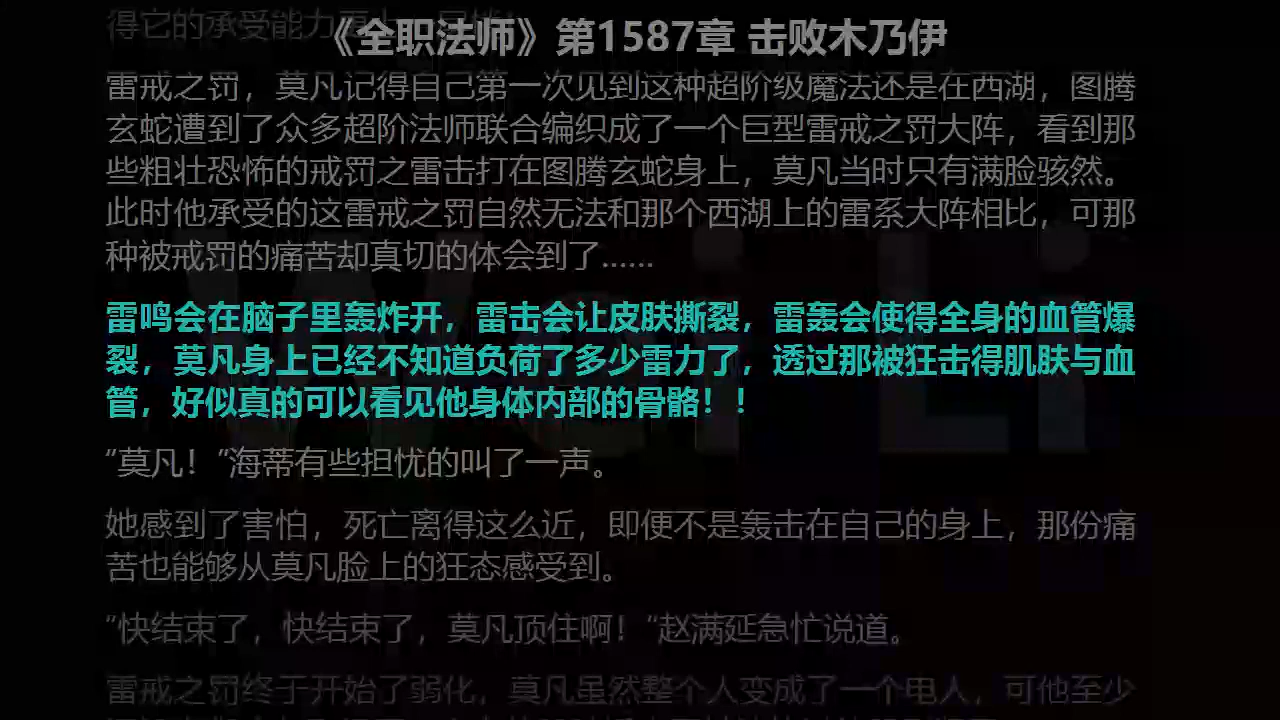 得它的承受能力
《全职法师》第1587章 击败木乃伊
雷戒之罚，莫凡记得自己第一次见到这种超阶级魔法还是在西湖，图腾
玄蛇遭到了众多超阶法师联合编织成了一个巨型雷戒之罚大阵，看到那
些粗壮恐怖的戒罚之雷击打在图腾玄蛇身上，莫凡当时只有满脸骇然。
此时他承受的这雷戒之罚自然无法和那个西湖上的雷系大阵相比，可那
种被戒罚的痛苦却真切的体会到了......
雷鸣会在脑子里轰炸开，雷击会让皮肤撕裂，雷轰会使得全身的血管爆
裂，莫凡身上已经不知道负荷了多少雷力了，透过那被狂击得肌肤与血
管，好似真的可以看见他身体内部的骨骼！！
“莫凡！”海蒂有些担忧的叫了一声。
她感到了害怕，死亡离得这么近，即便不是轰击在自己的身上，那份痛
苦也能够从莫凡脸上的狂态感受到。
“快结束了，快结束了，莫凡顶住啊！”赵满延急忙说道。
雷戒之罚终于开始了弱化，莫凡虽然整个人变成了一个电人，可他至少